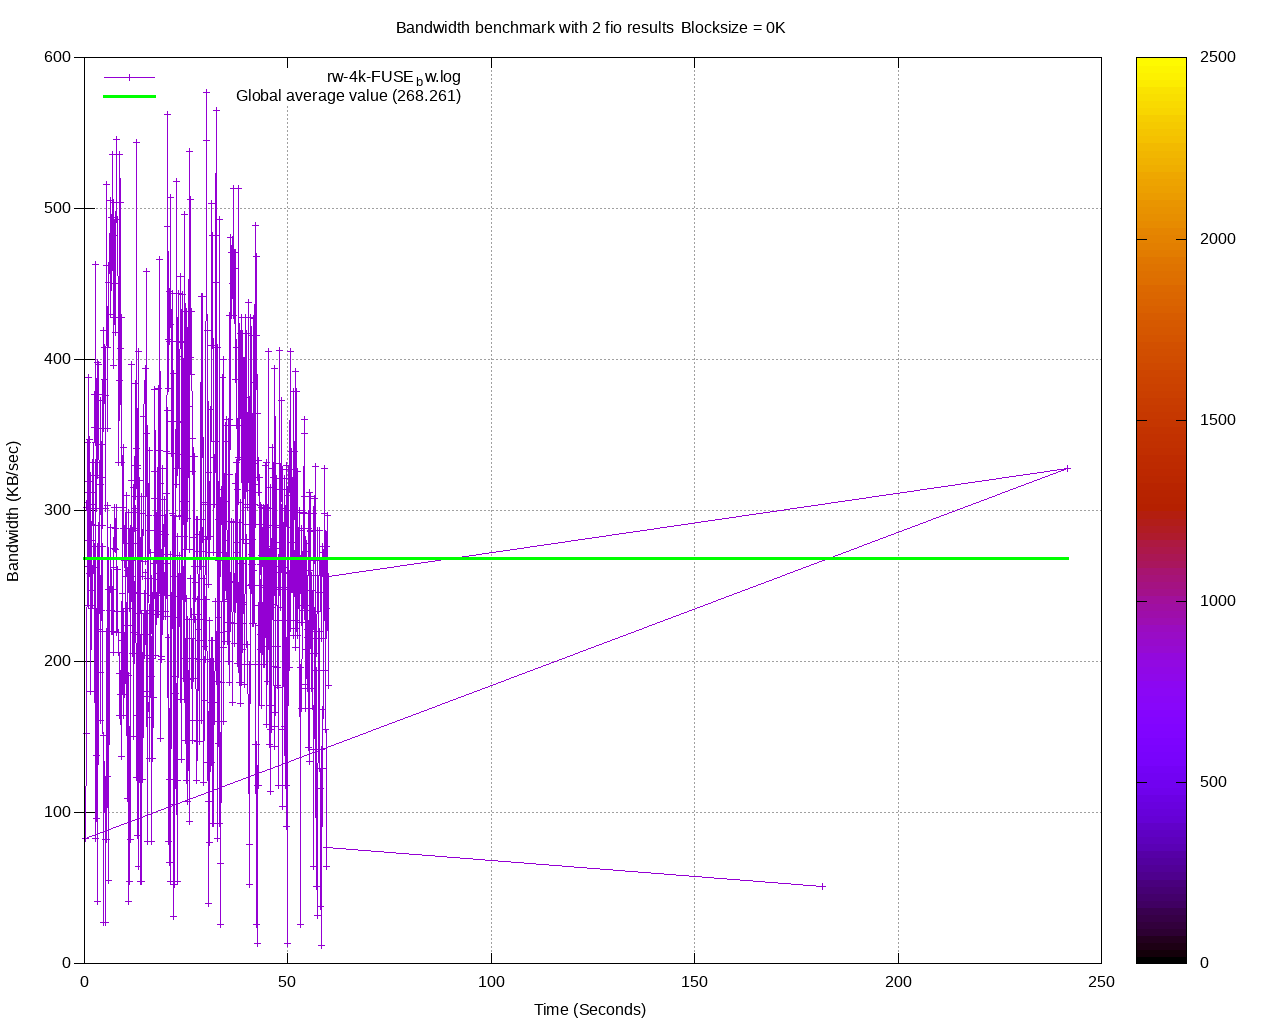 Bandwidth benchmark with 2 fio results Blocksize = 0K
rw-4k-FUSE_bw.log
Global average value (268.261)
600
500
400
300
200
100
0
Bandwidth (KB/sec)
0 50 100 150 200 250
Time (Seconds)
2500
2000
1500
1000
500
0